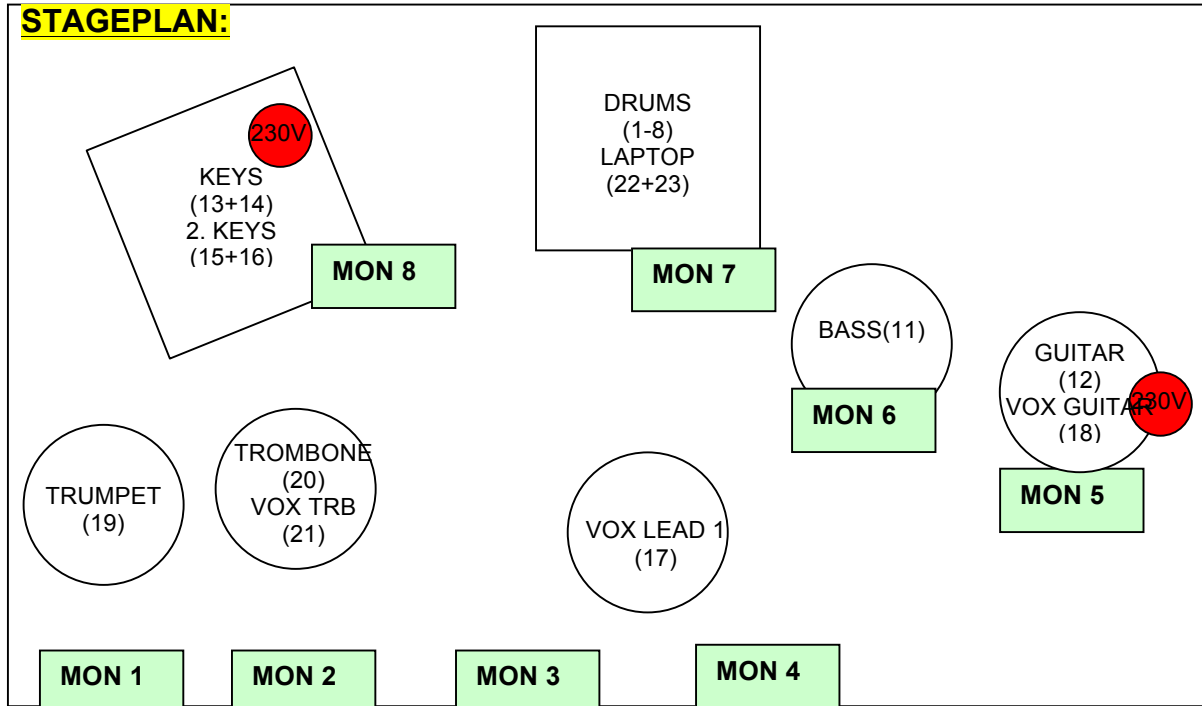 STAGEPLAN:
230V
KEYS
(13+14)
2. KEYS
(15+16)
MON 8
DRUMS
(1-8)
LAPTOP
(22+23)
MON 7
BASS(11)
MON 6
GUITAR
(12)
VOX GUITAR
(18)
230V
MON 5
TRUMPET
(19)
TROMBONE
(20)
VOX TRB
(21)
VOX LEAD 1
(17)
MON 1
MON 2
MON 3
MON 4